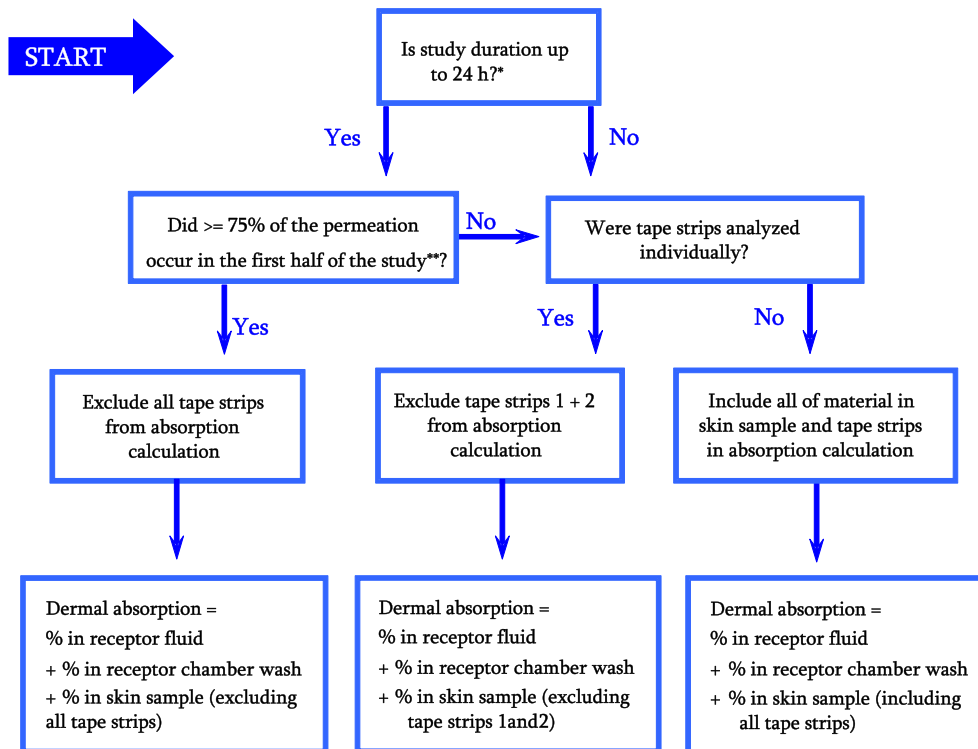 START
Is study duration up
to 24 h?*
Yes
No
Did >= 75% of the permeation
occur in the first half of the study**?
No
Were tape strips analyzed
individually?
Yes
Yes
No
Exclude all tape strips
from absorption
calculation
Exclude tape strips 1 + 2
from absorption
calculation
Include all of material in
skin sample and tape strips
in absorption calculation
Dermal absorption =
% in receptor fluid
+ % in receptor chamber wash
+ % in skin sample (excluding
all tape strips)
Dermal absorption =
% in receptor fluid
+ % in receptor chamber wash
+ % in skin sample (excluding
tape strips 1and2)
Dermal absorption =
% in receptor fluid
+ % in receptor chamber wash
+ % in skin sample (including
all tape strips)